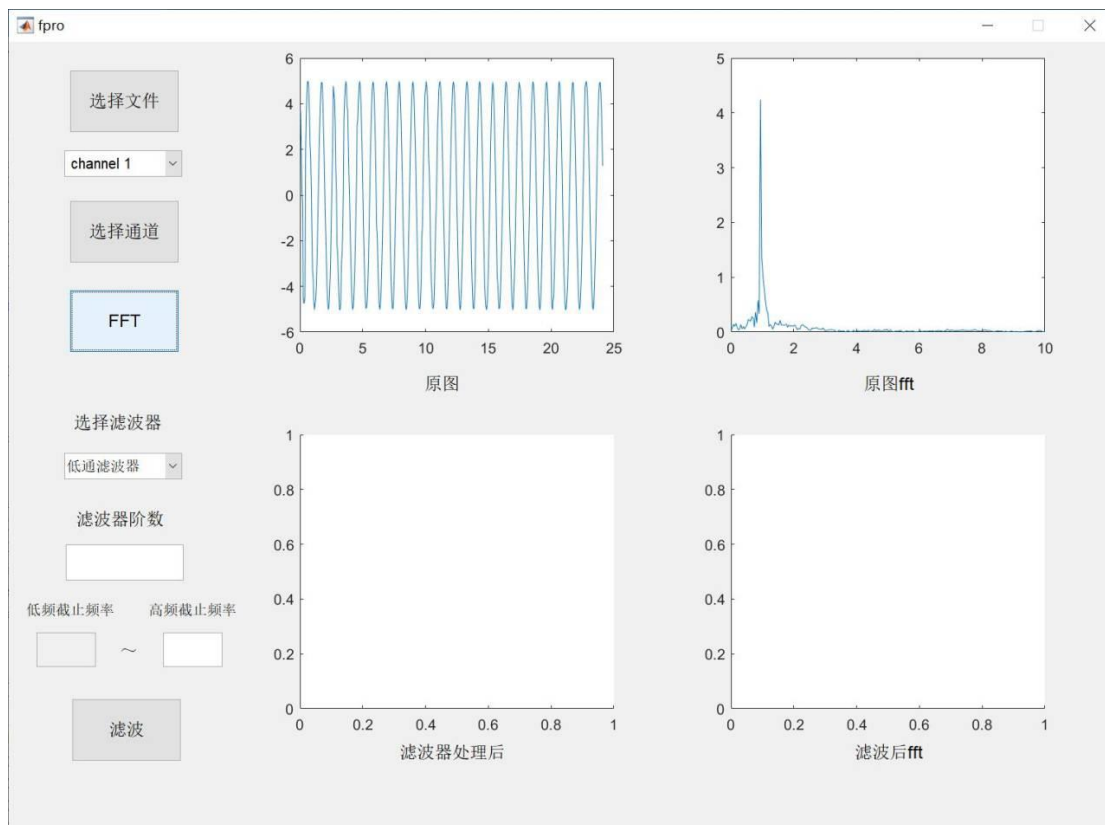 fpro
选择文件
channel 1
选择通道
FFT
选择滤波器
低通滤波器
滤波器阶数
低频截止频率 高频截止频率
~
滤波
6
4
2
0
-2
-4
-6
0 5 10 15 20 25
原图
5
4
3
2
1
0
0 2 4 6 8 10
原图fft
1
0.8
0.6
0.4
0.2
0
0 0.2 0.4 0.6 0.8 1
滤波器处理后
1
0.8
0.6
0.4
0.2
0
0 0.2 0.4 0.6 0.8 1
滤波后fft